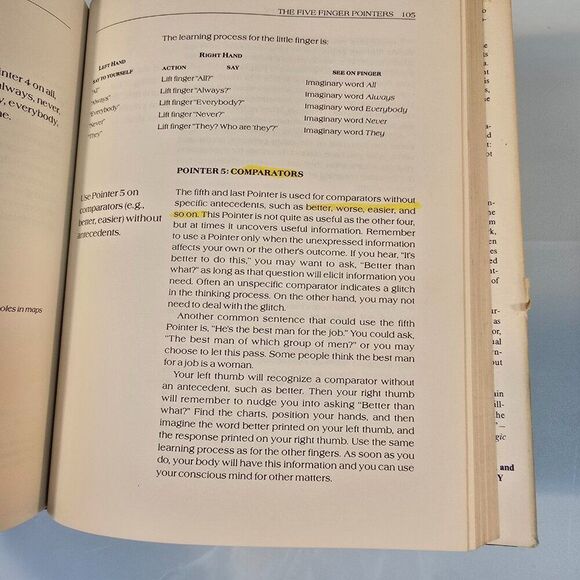 THE FIVE FINGER POINTERS 105
The learning process for the little finger is:
LEFT HAND RIGHT HAND
SAY TO YOURSELF ACTION SAY SEE ON FINGER
"All" Lift finger "All?" Imaginary word All
"Always" Lift finger "Always?" Imaginary word Always
"Everybody" Lift finger "Everybody?" Imaginary word Everybody
"Never" Lift finger "Never?" Imaginary word Never
"They" Lift finger "They? Who are 'they'?" Imaginary word They
pointer 4 on all,
always, never,
everybody,
POINTER 5: COMPARATORS
Use Pointer 5 on
comparators (e.g.,
better, easier) without
antecedents.
The fifth and last Pointer is used for comparators without
specific antecedents, such as better, worse, easier, and
so on. This Pointer is not quite as useful as the other four,
but at times it uncovers useful information. Remember
to use a Pointer only when the unexpressed information
affects your own or the other's outcome. If you hear, "It's
better to do this," you may want to ask, "Better than
what?" as long as that question will elicit information you
need. Often an unspecific comparator indicates a glitch
in the thinking process. On the other hand, you may not
need to deal with the glitch.
Another common sentence that could use the fifth
Pointer is, "He's the best man for the job." You could ask,
"The best man of which group of men?" or you may
choose to let this pass. Some people think the best man
for a job is a woman.
Your left thumb will recognize a comparator without
an antecedent, such as better. Then your right thumb
will remember to nudge you into asking "Better than
what?" Find the charts, position your hands, and then
imagine the word better printed on your left thumb, and
the response printed on your right thumb. Use the same
learning process as for the other fingers. As soon as you
do, your body will have this information and you can use
your conscious mind for other matters.
holes in maps